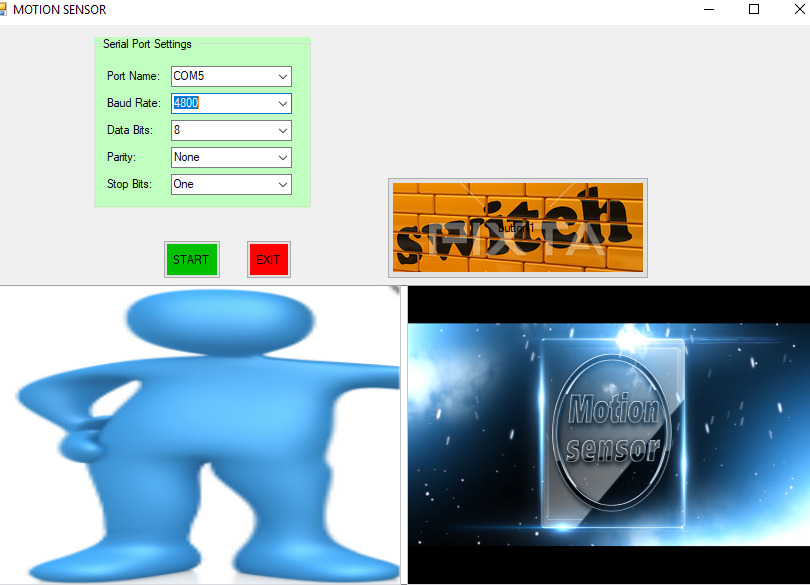 MOTION SENSOR
Serial Port Settings
Port Name: COM5
Baud Rate: 4800
Data Bits: 8
Parity: None
Stop Bits: One
switch
PIXTA
button1
START EXIT
Motion
sensor